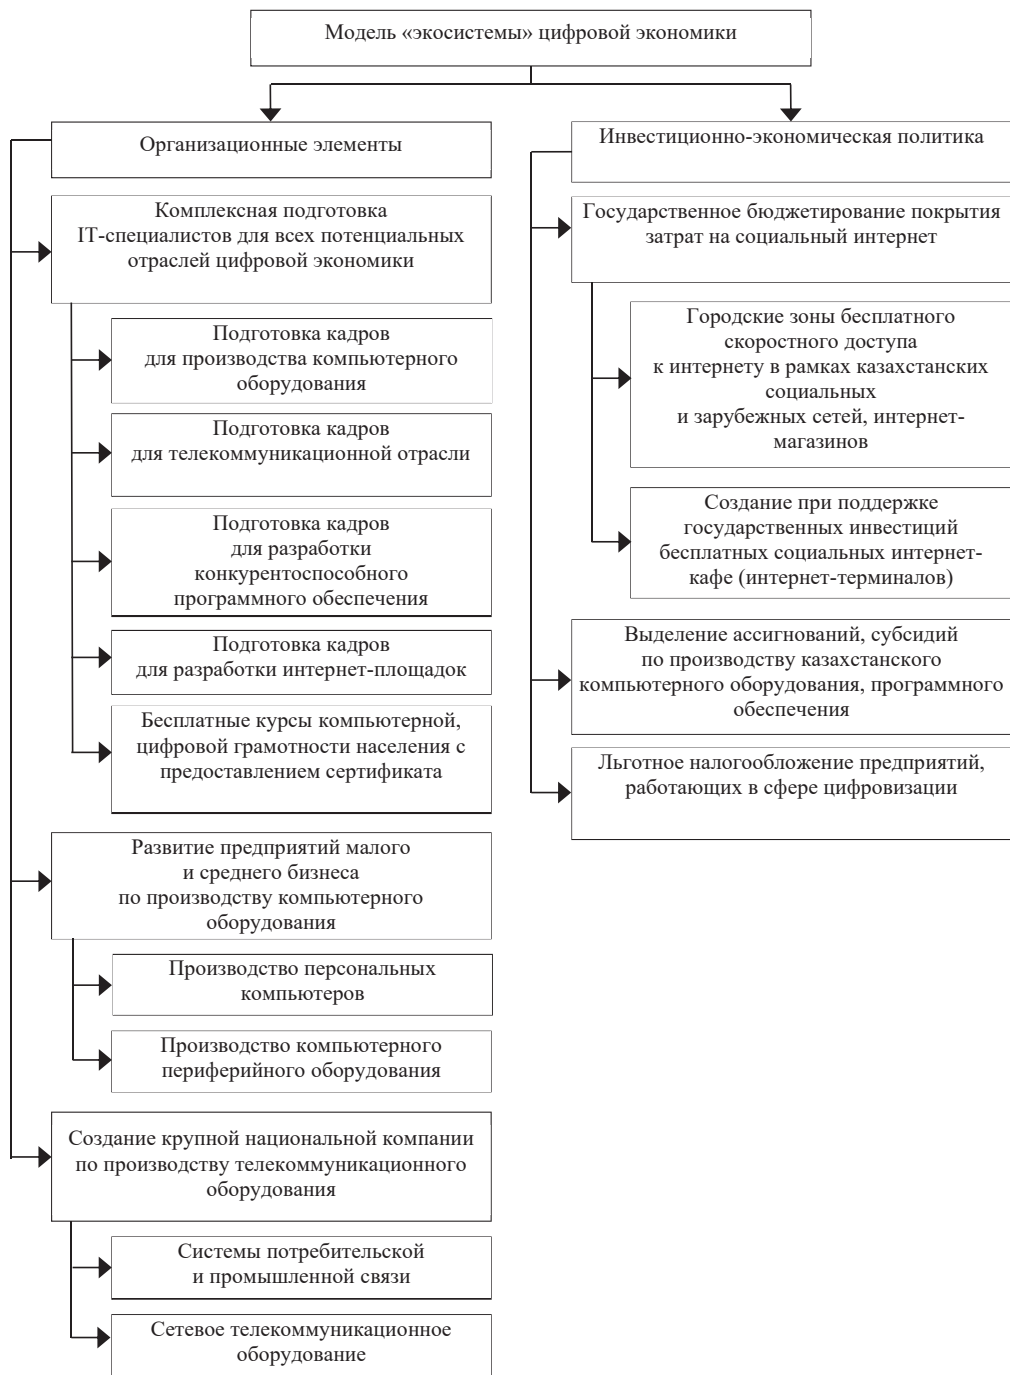 Модель «экосистемы» цифровой экономики
Организационные элементы
Комплексная подготовка
IT-специалистов для всех потенциальных
отраслей цифровой экономики
Подготовка кадров
для производства компьютерного
оборудования
Подготовка кадров
для телекоммуникационной отрасли
Подготовка кадров
для разработки
конкурентоспособного
программного обеспечения
Подготовка кадров
для разработки интернет-площадок
Бесплатные курсы компьютерной,
цифровой грамотности населения с
предоставлением сертификата
Развитие предприятий малого
и среднего бизнеса
по производству компьютерного
оборудования
Производство персональных
компьютеров
Производство компьютерного
периферийного оборудования
Создание крупной национальной компании
по производству телекоммуникационного
оборудования
Системы потребительской
и промышленной связи
Сетевое телекоммуникационное
оборудование
Инвестиционно-экономическая политика
Государственное бюджетирование покрытия
затрат на социальный интернет
Городские зоны бесплатного
скоростного доступа
к интернету в рамках казахстанских
социальных
и зарубежных сетей, интернет-
магазинов
Создание при поддержке
государственных инвестиций
бесплатных социальных интернет-
кафе (интернет-терминалов)
Выделение ассигнований, субсидий
по производству казахстанского
компьютерного оборудования, программного
обеспечения
Льготное налогообложение предприятий,
работающих в сфере цифровизации